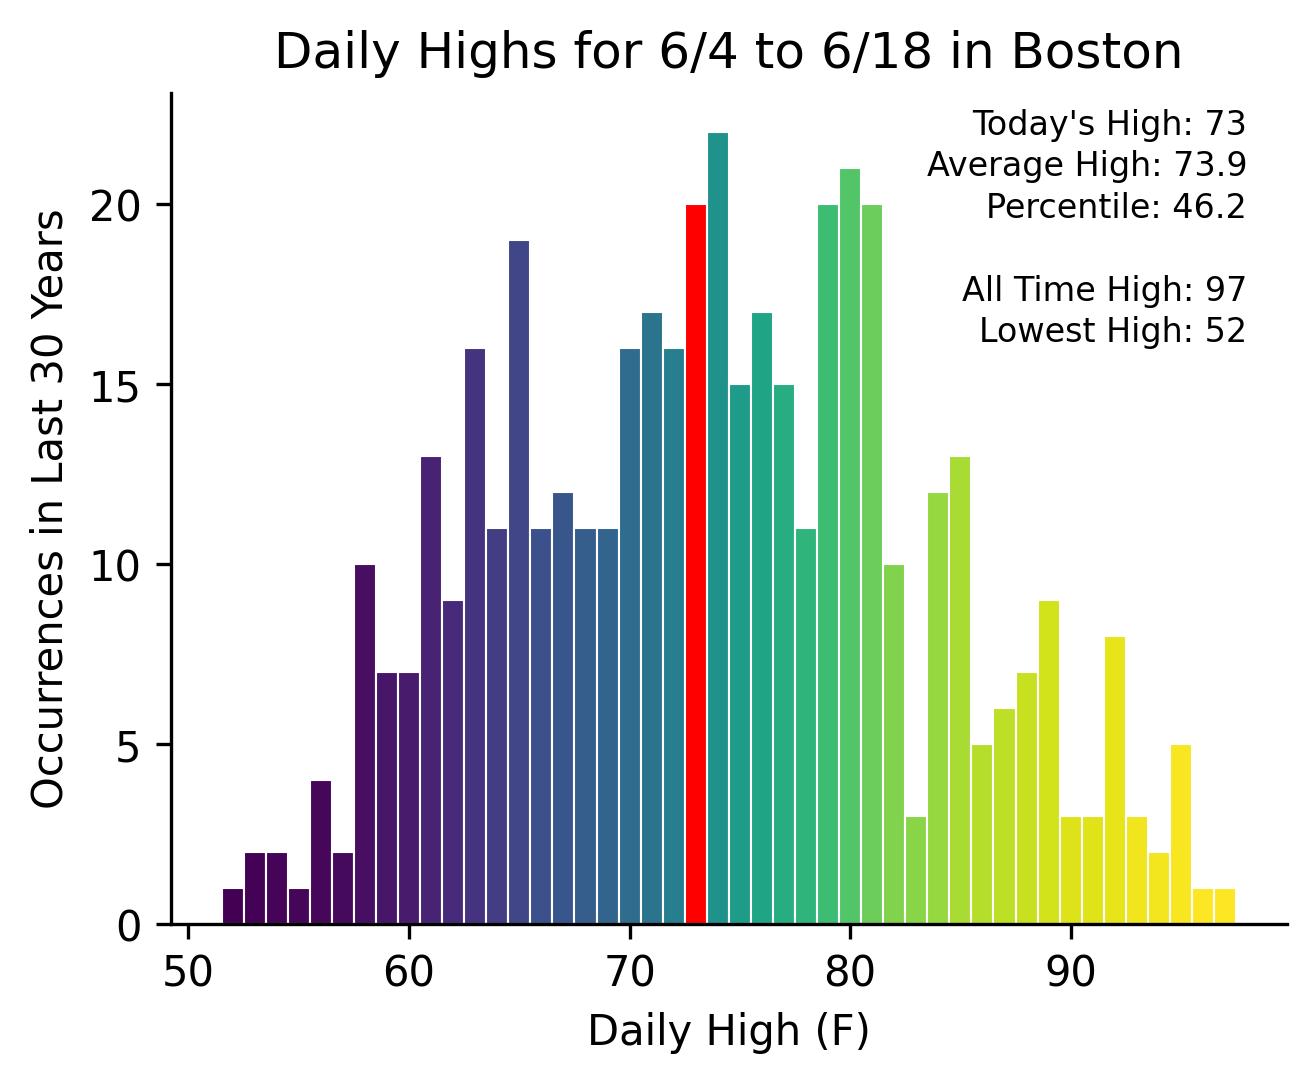 Daily Highs for 6/4 to 6/18 in Boston
Today's High: 73
Average High: 73.9
Percentile: 46.2
All Time High: 97
Lowest High: 52
Occurrences in Last 30 Years
20
15
10
5
0
50 60 70 80 90
Daily High (F)